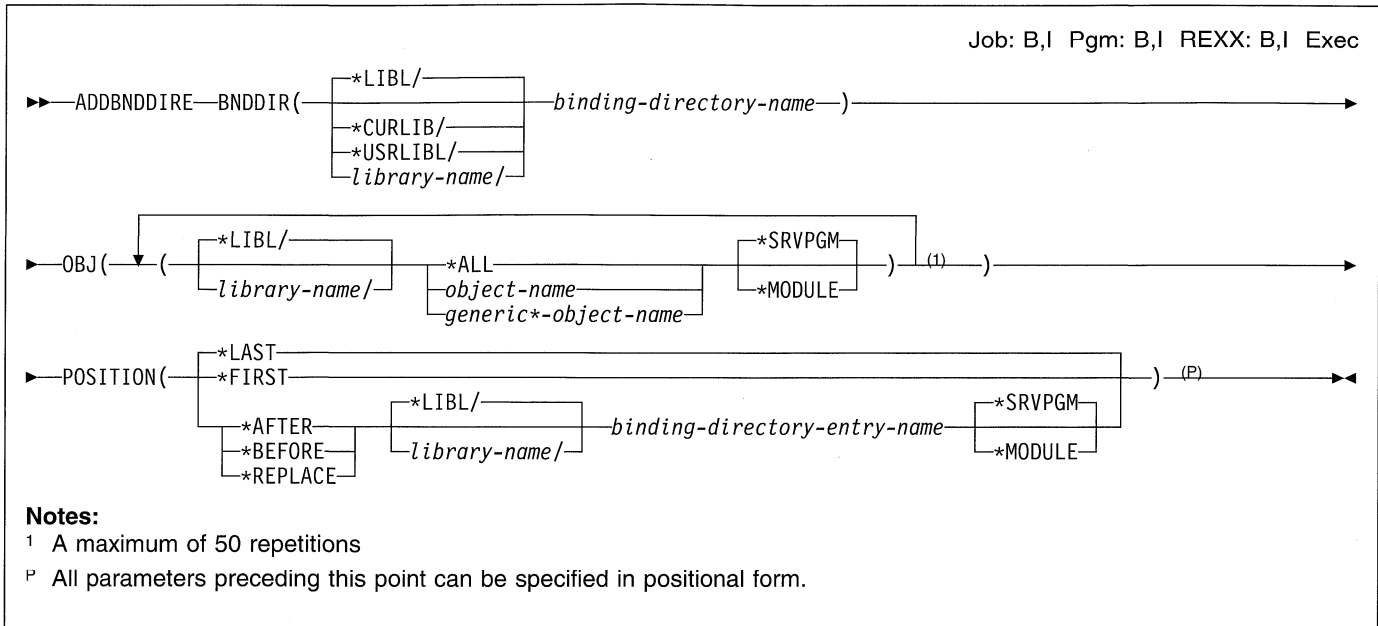 Job: B,I Pgm: B,I REXX: B,I Exec
*LIBL/
ADDBNDDIRE BNDDIR( binding-directory-name )
*CURLIB/
*USRLIBL/
library-name/
*LIBL/ *SRVPGM
OBJ( ( *ALL ) (1) )
library-name/ object-name *MODULE
generic*-object-name
*LAST
POSITION( *FIRST ) (P)
*LIBL/ *SRVPGM
*AFTER binding-directory-entry-name
*BEFORE library-name/ *MODULE
*REPLACE
Notes:
1 A maximum of 50 repetitions
P All parameters preceding this point can be specified in positional form.